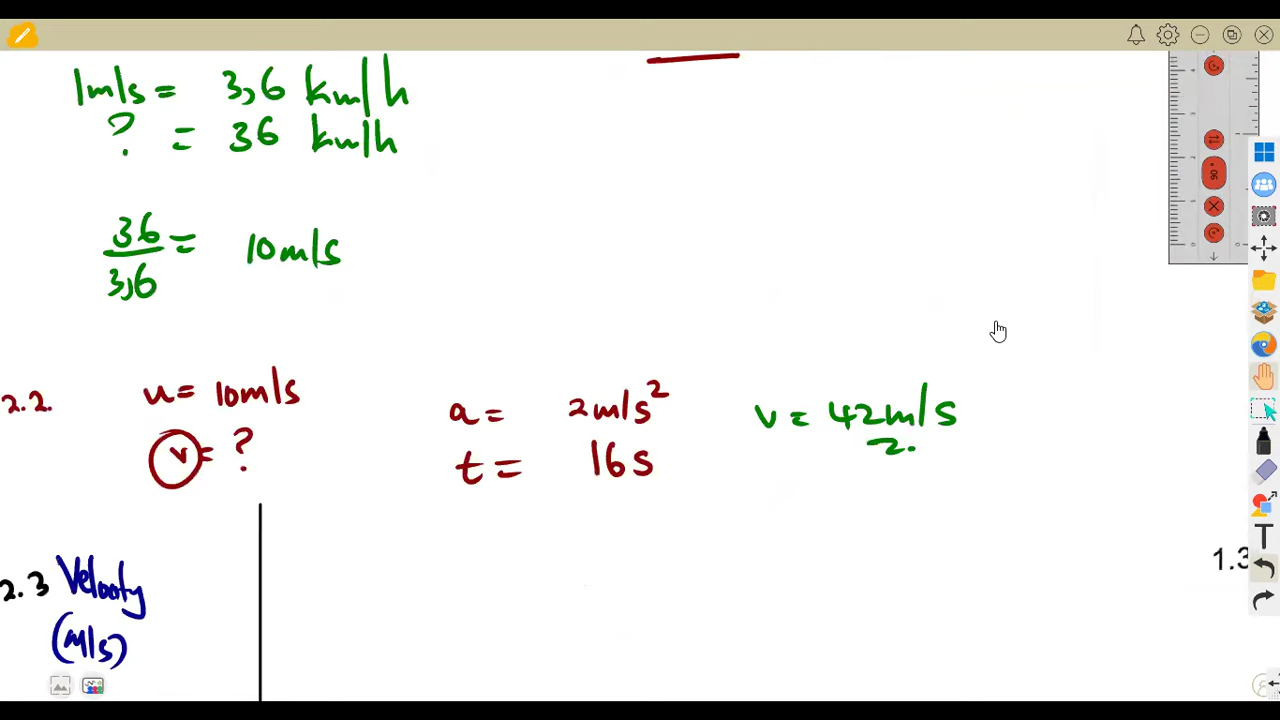 1m/s = 3,6 km/h
? = 36 km/h
36/3,6 = 10m/s
2.2. u = 10m/s a = 2m/s² v = 42m/s
v = ? t = 16s 2.
2.3 Velocity
(m/s)
1.3
T